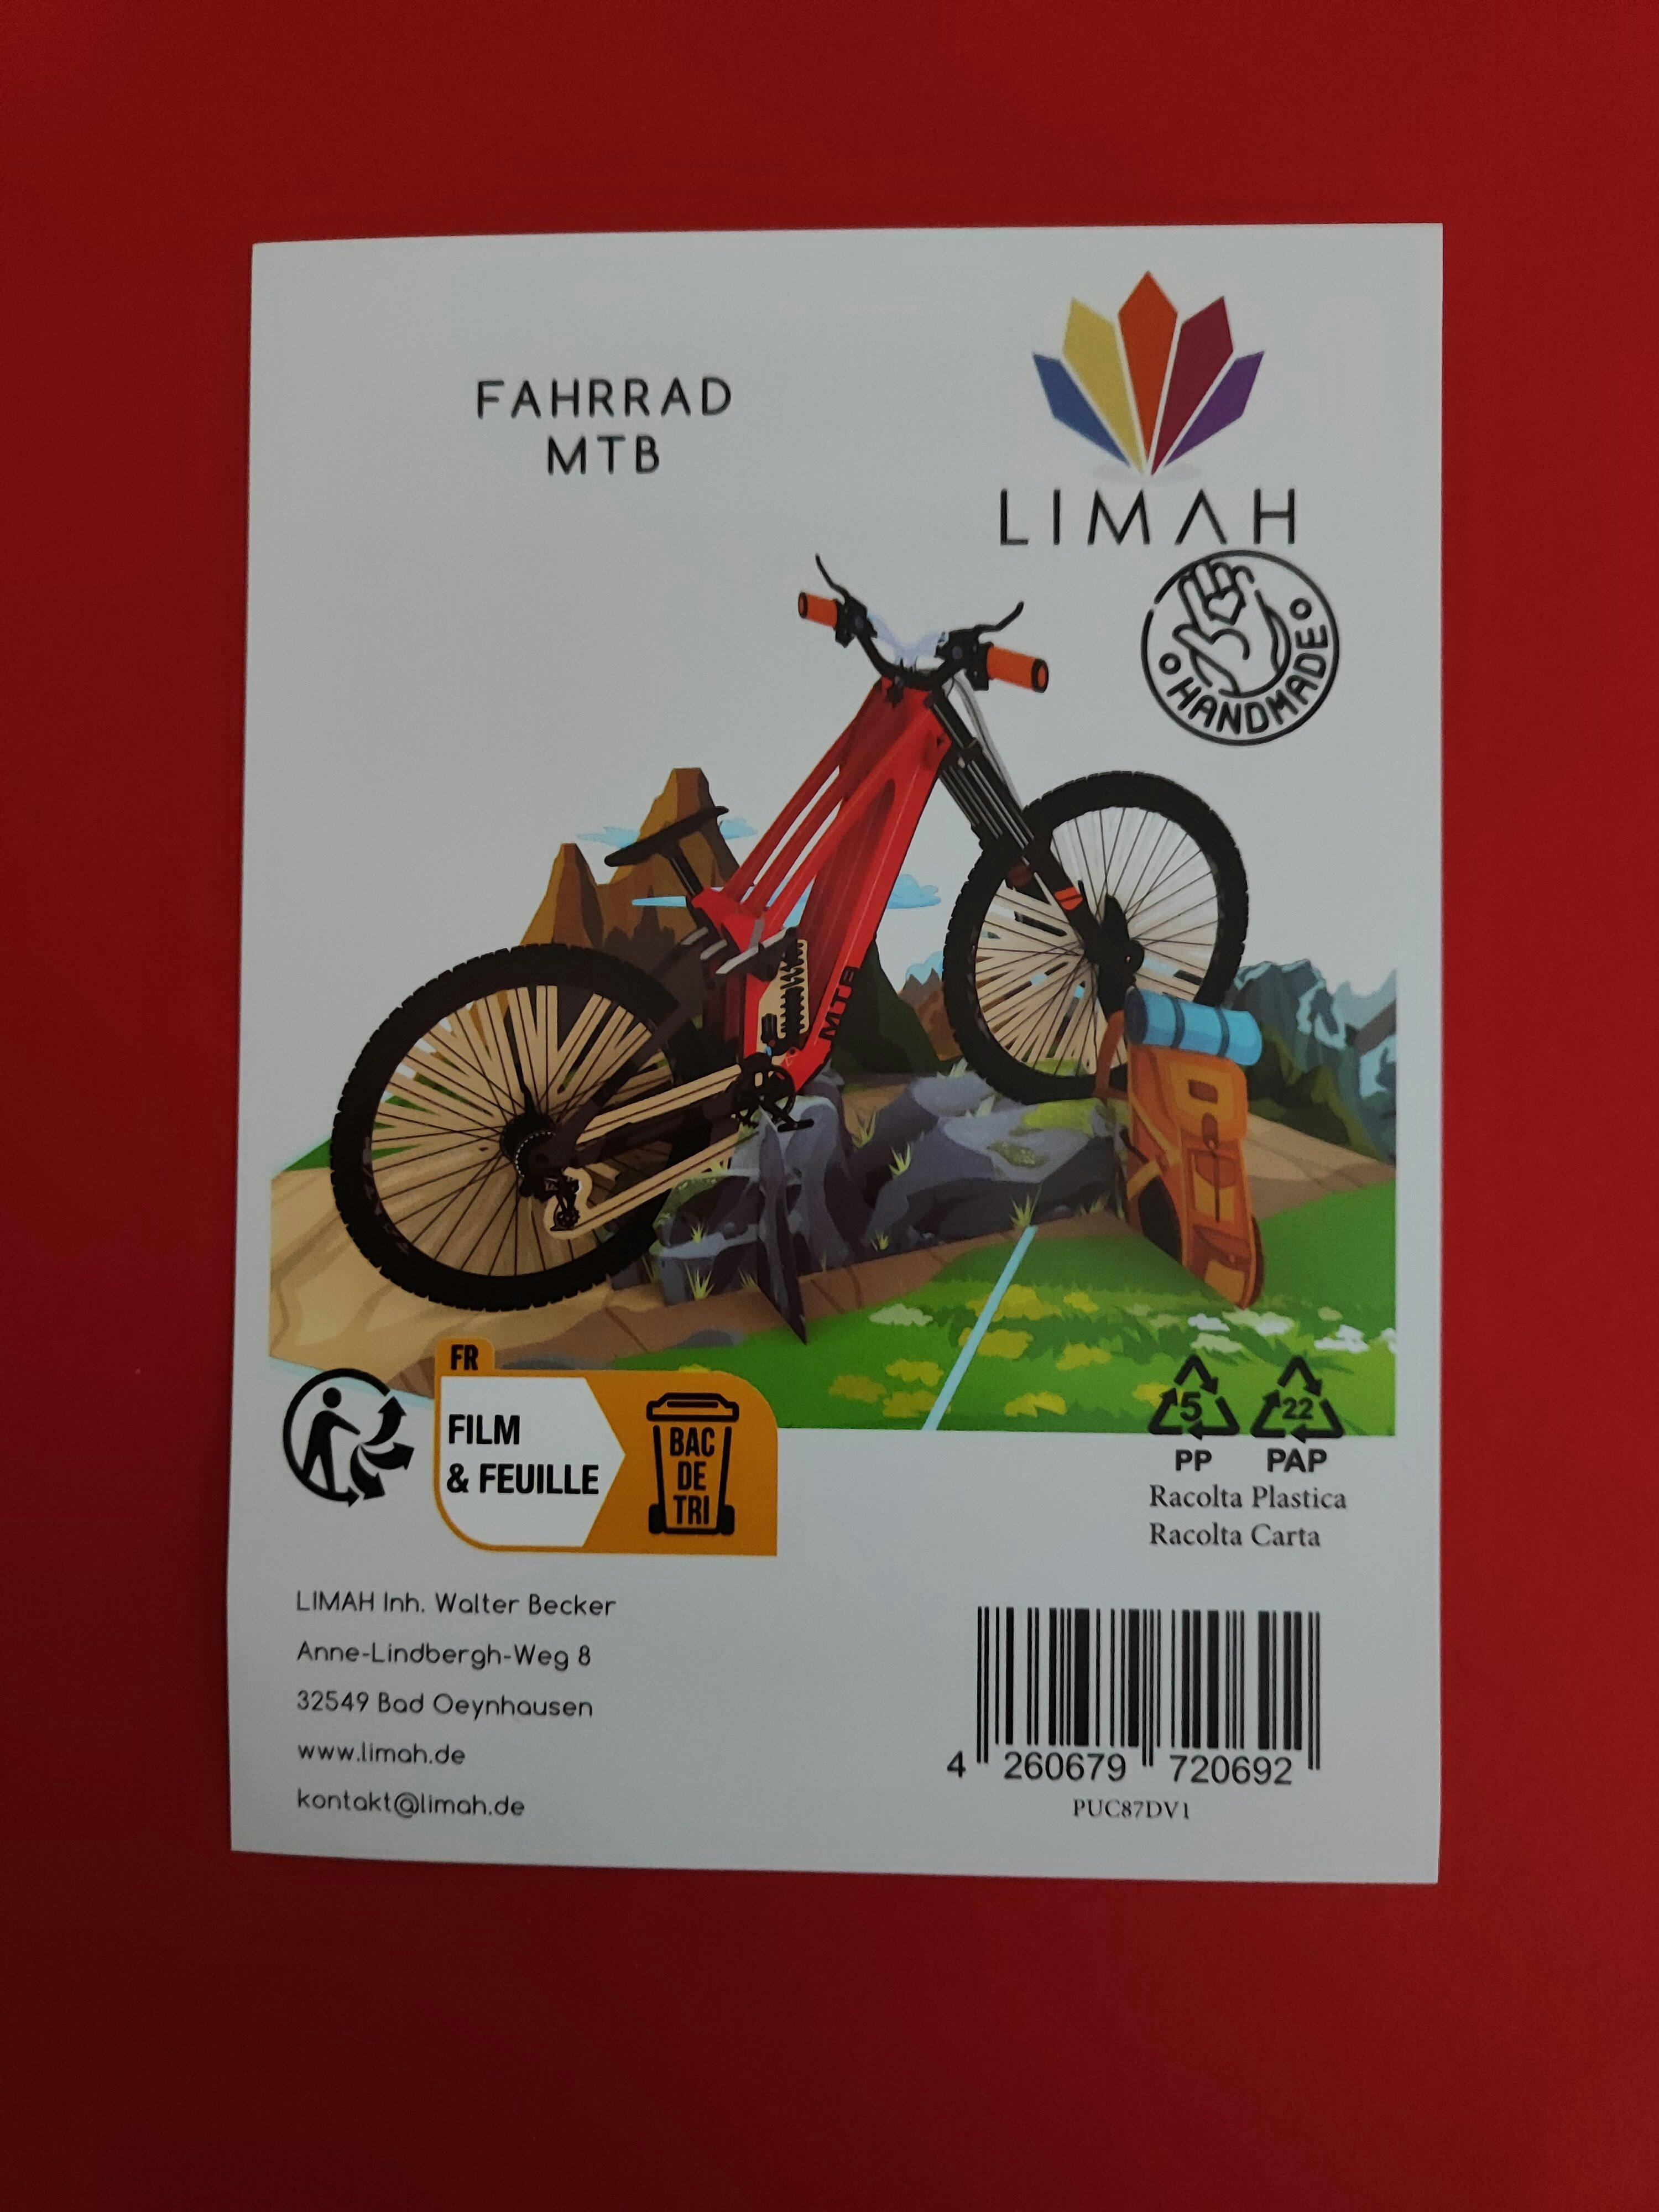 FAHRRAD
MTB
LIMAH
HANDMADE
MTB
FR
FILM
& FEUILLE
BAC
DE
TRI
5
PP
22
PAP
Racolta Plastica
Racolta Carta
LIMAH Inh. Walter Becker
Anne-Lindbergh-Weg 8
32549 Bad Oeynhausen
www.limah.de
kontakt@limah.de
4 260679 720692
PUC87DV1